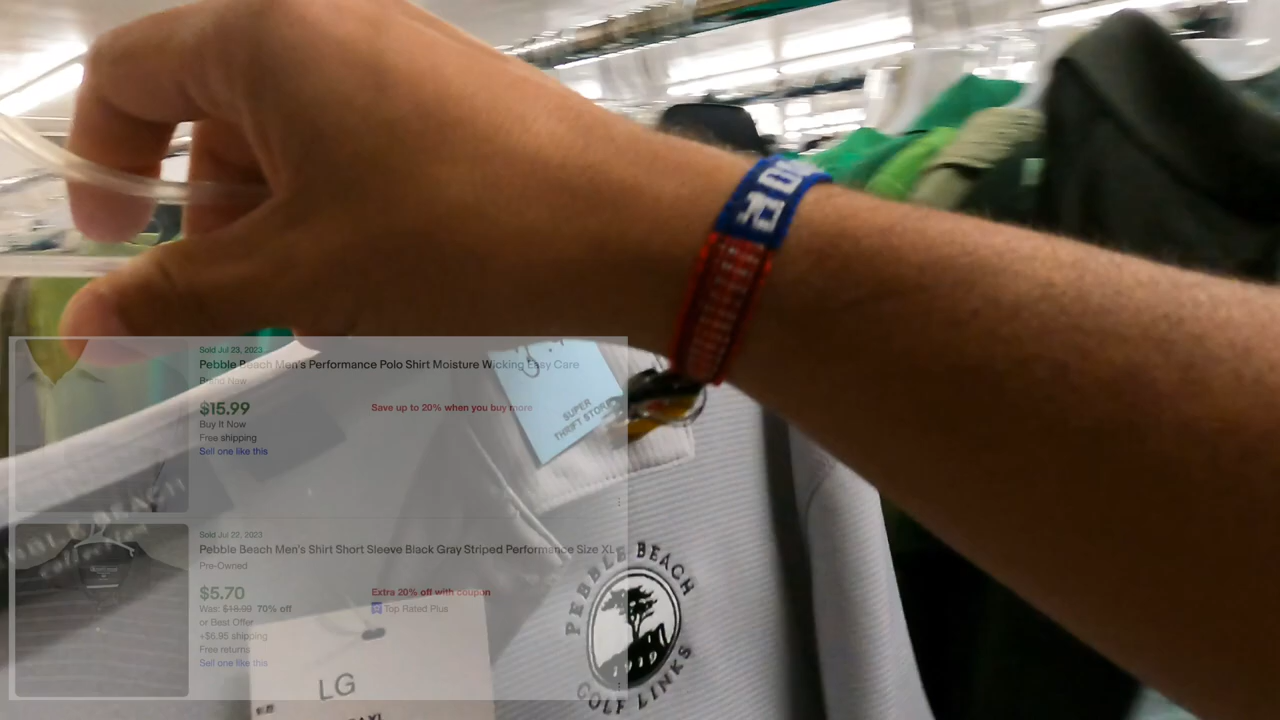 Sold Jul 23, 2023
Pebble Beach Men's Performance Polo Shirt Moisture Wicking Easy Care
Brand New
$15.99
Save up to 20% when you buy more
Buy It Now
Free shipping
Sell one like this
SUPER
THRIFT STOR
Sold Jul 22, 2023
Pebble Beach Men's Shirt Short Sleeve Black Gray Striped Performance Size XL
Pre-Owned
$5.70
Extra 20% off with coupon
Was: $18.99 70% off
Top Rated Plus
or Best Offer
+$6.95 shipping
Free returns
Sell one like this
PEBBLE BEACH
1919
GOLF LINKS
LG